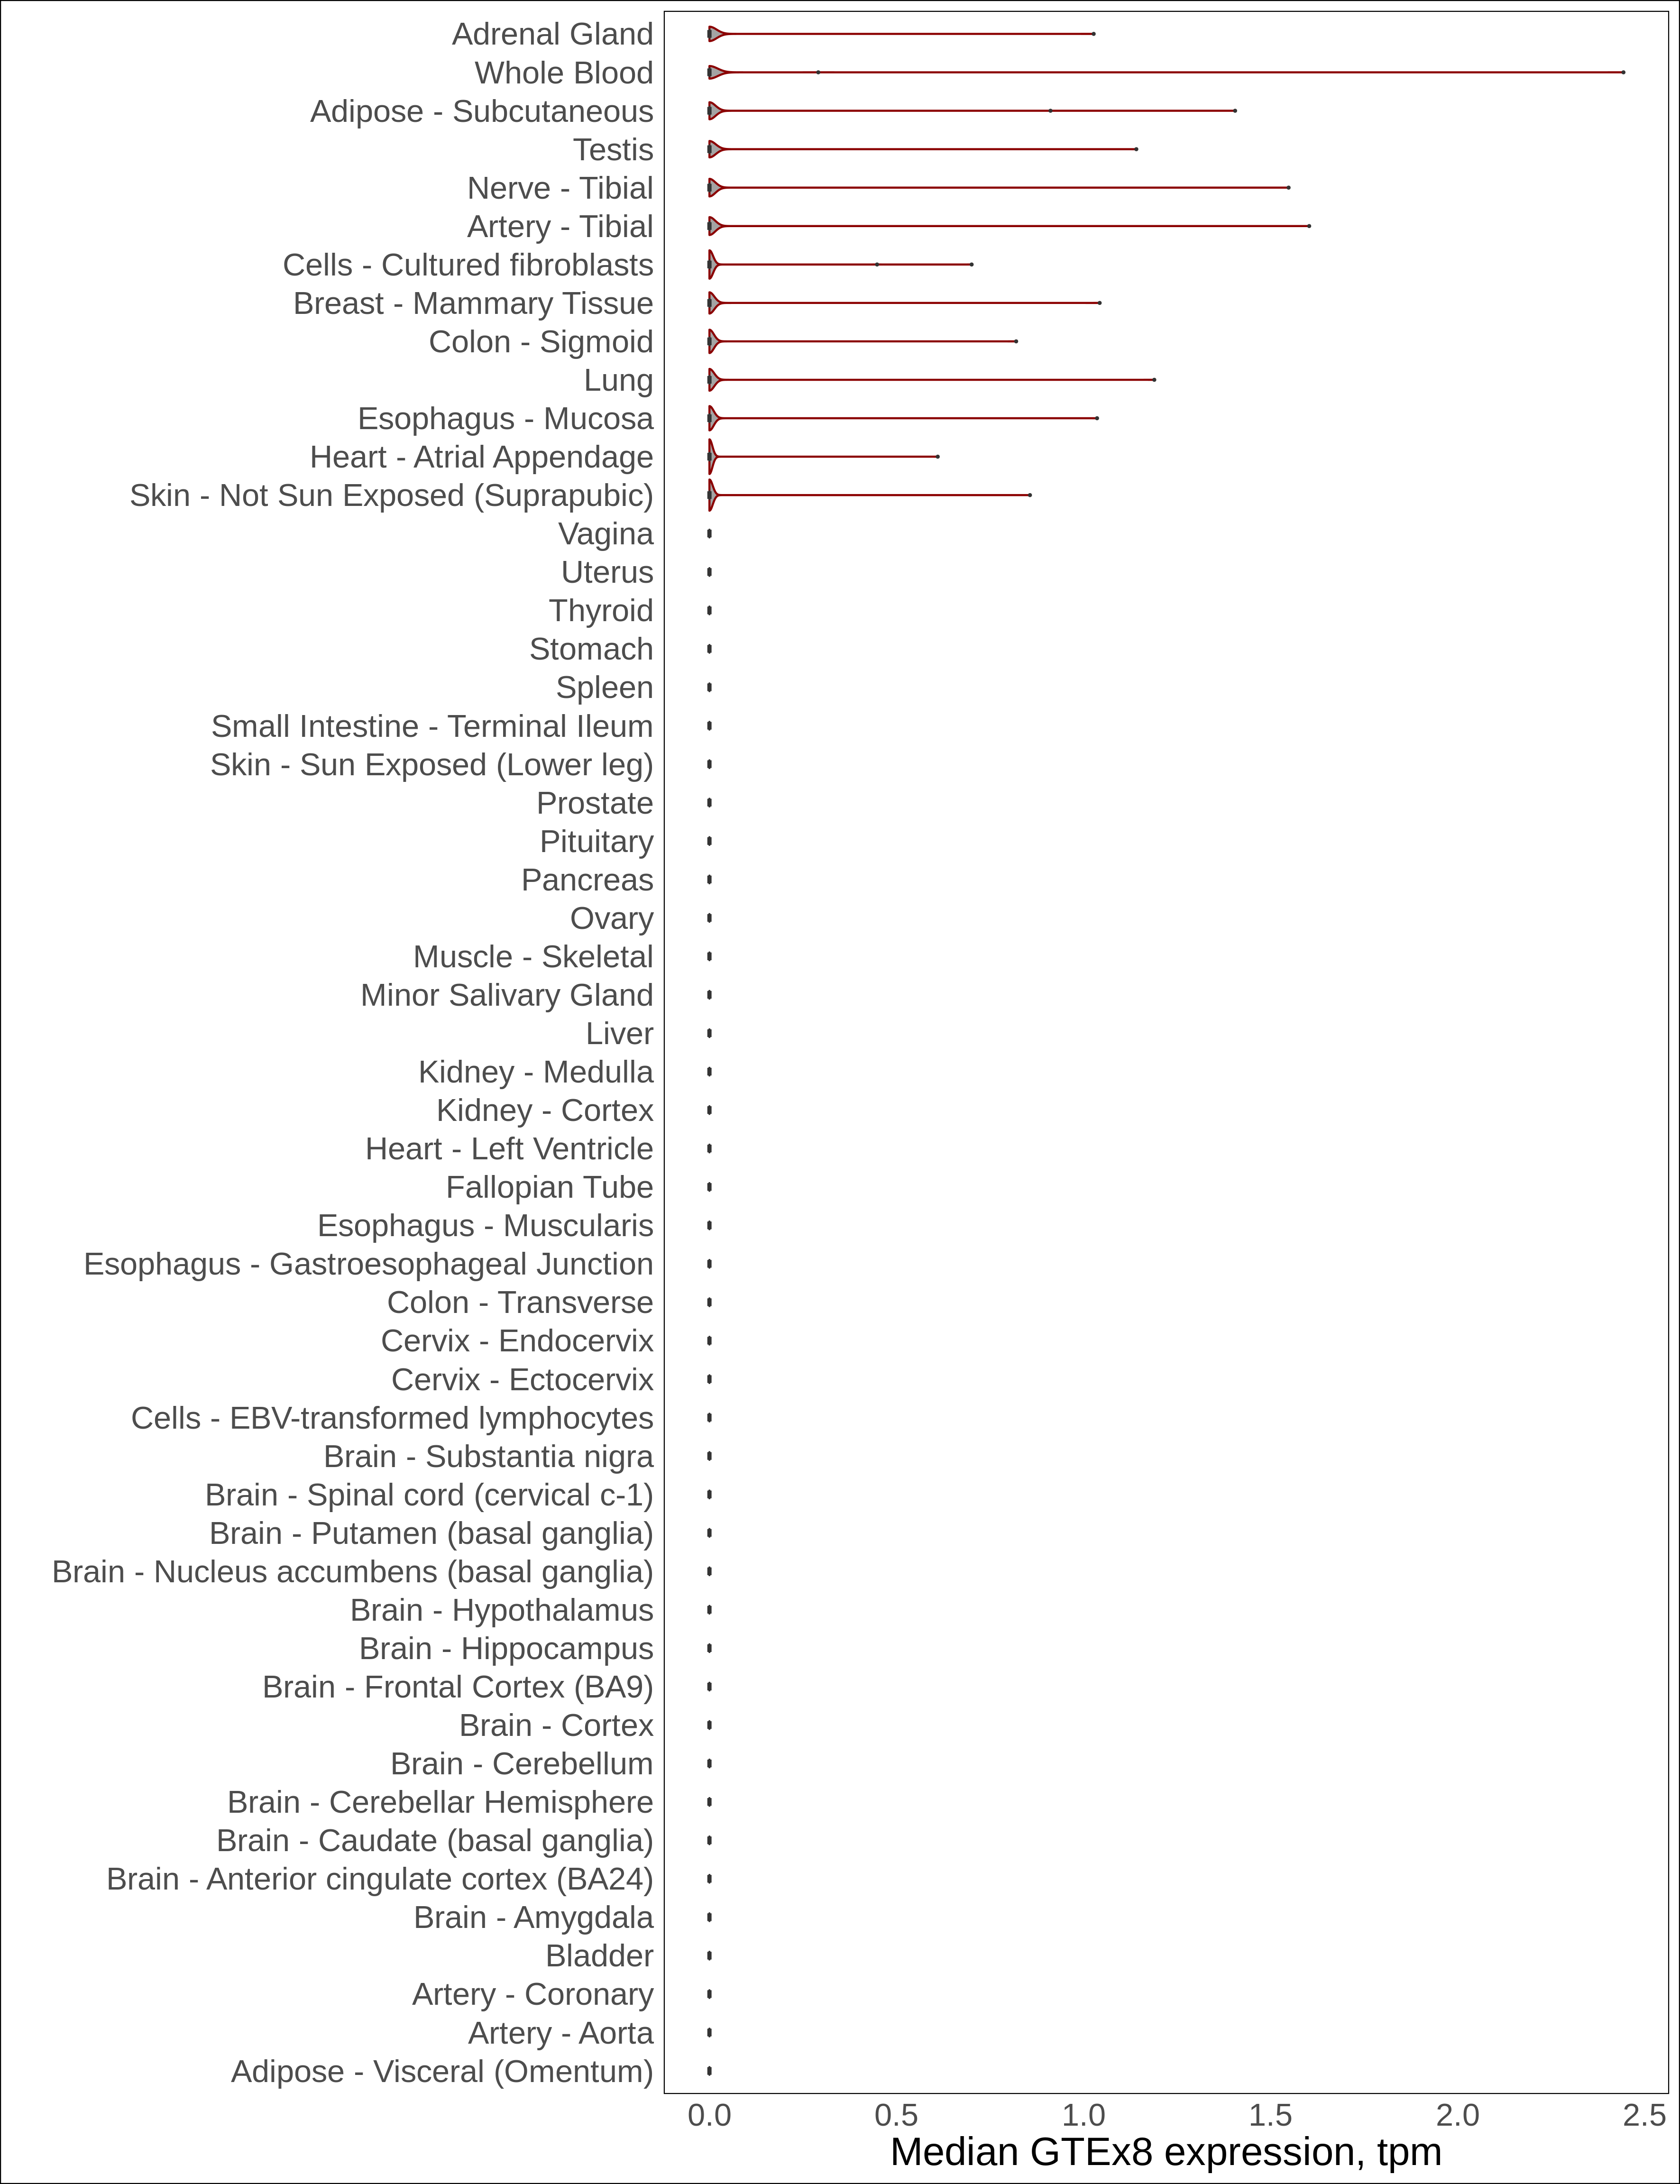 Adrenal Gland
Whole Blood
Adipose - Subcutaneous
Testis
Nerve - Tibial
Artery - Tibial
Cells - Cultured fibroblasts
Breast - Mammary Tissue
Colon - Sigmoid
Lung
Esophagus - Mucosa
Heart - Atrial Appendage
Skin - Not Sun Exposed (Suprapubic)
Vagina
Uterus
Thyroid
Stomach
Spleen
Small Intestine - Terminal Ileum
Skin - Sun Exposed (Lower leg)
Prostate
Pituitary
Pancreas
Ovary
Muscle - Skeletal
Minor Salivary Gland
Liver
Kidney - Medulla
Kidney - Cortex
Heart - Left Ventricle
Fallopian Tube
Esophagus - Muscularis
Esophagus - Gastroesophageal Junction
Colon - Transverse
Cervix - Endocervix
Cervix - Ectocervix
Cells - EBV-transformed lymphocytes
Brain - Substantia nigra
Brain - Spinal cord (cervical c-1)
Brain - Putamen (basal ganglia)
Brain - Nucleus accumbens (basal ganglia)
Brain - Hypothalamus
Brain - Hippocampus
Brain - Frontal Cortex (BA9)
Brain - Cortex
Brain - Cerebellum
Brain - Cerebellar Hemisphere
Brain - Caudate (basal ganglia)
Brain - Anterior cingulate cortex (BA24)
Brain - Amygdala
Bladder
Artery - Coronary
Artery - Aorta
Adipose - Visceral (Omentum)
0.0 0.5 1.0 1.5 2.0 2.5
Median GTEx8 expression, tpm